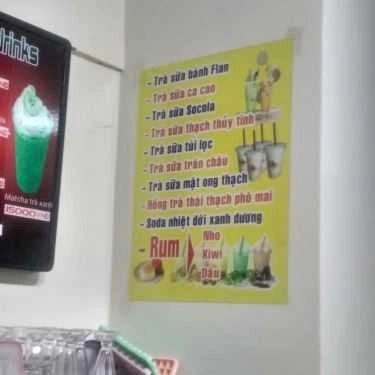 drinks
Matcha trà xanh
15000 VNĐ
- Trà sữa bánh Flan
- Trà sữa ca cao
- Trà sữa Socola
- Trà sữa thạch thủy tinh
- Trà sữa túi lọc
- Trà sữa trân châu
- Trà sữa mật ong thạch
- Hồng trà thái thạch phô mai
- Soda nhiệt đới xanh dương
- Rum
Nho
Kiwi
Dâu